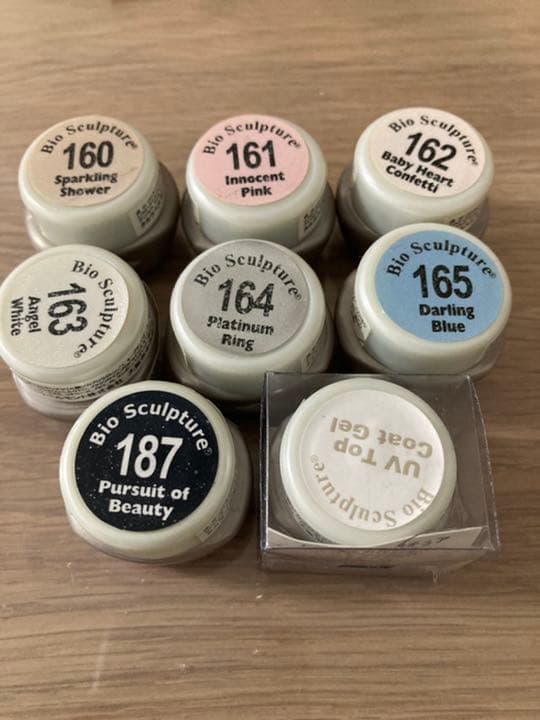 Bio Sculpture®
160
Sparkling
Shower
Bio Sculpture®
161
Innocent
Pink
Bio Sculpture®
162
Baby Heart
Confetti
Bio Sculpture®
163
Angel
White
Bio Sculpture®
164
Platinum
Ring
Bio Sculpture®
165
Darling
Blue
Bio Sculpture®
187
Pursuit of
Beauty
Bio Sculpture®
UV Top
Coat Gel